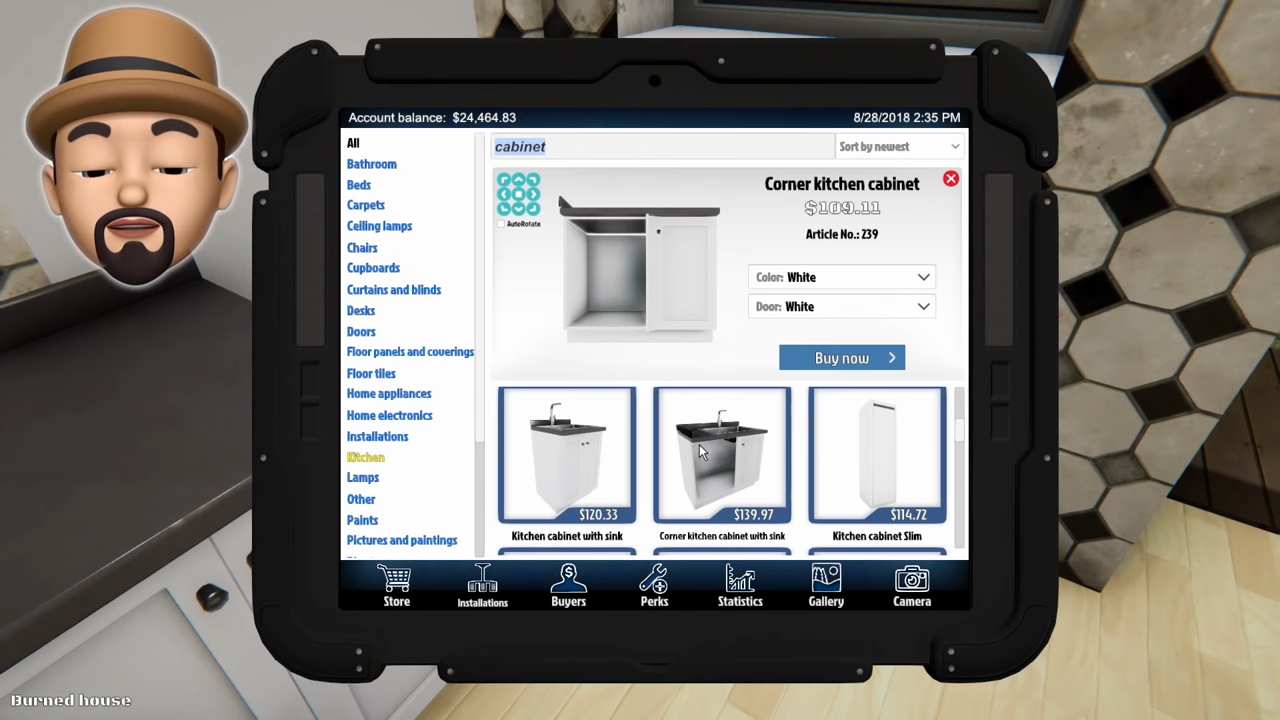 Account balance: $24,464.83
8/28/2018 2:35 PM
All
Bathroom
Beds
Carpets
Ceiling lamps
Chairs
Cupboards
Curtains and blinds
Desks
Doors
Floor panels and coverings
Floor tiles
Home appliances
Home electronics
Installations
Kitchen
Lamps
Other
Paints
Pictures and paintings
cabinet
Sort by newest
AutoRotate
Corner kitchen cabinet
$109.11
Article No.: 239
Color: White
Door: White
Buy now
$120.33
$139.97
$114.72
Kitchen cabinet with sink
Corner kitchen cabinet with sink
Kitchen cabinet Slim
Store
Installations
Buyers
Perks
Statistics
Gallery
Camera
Burned house